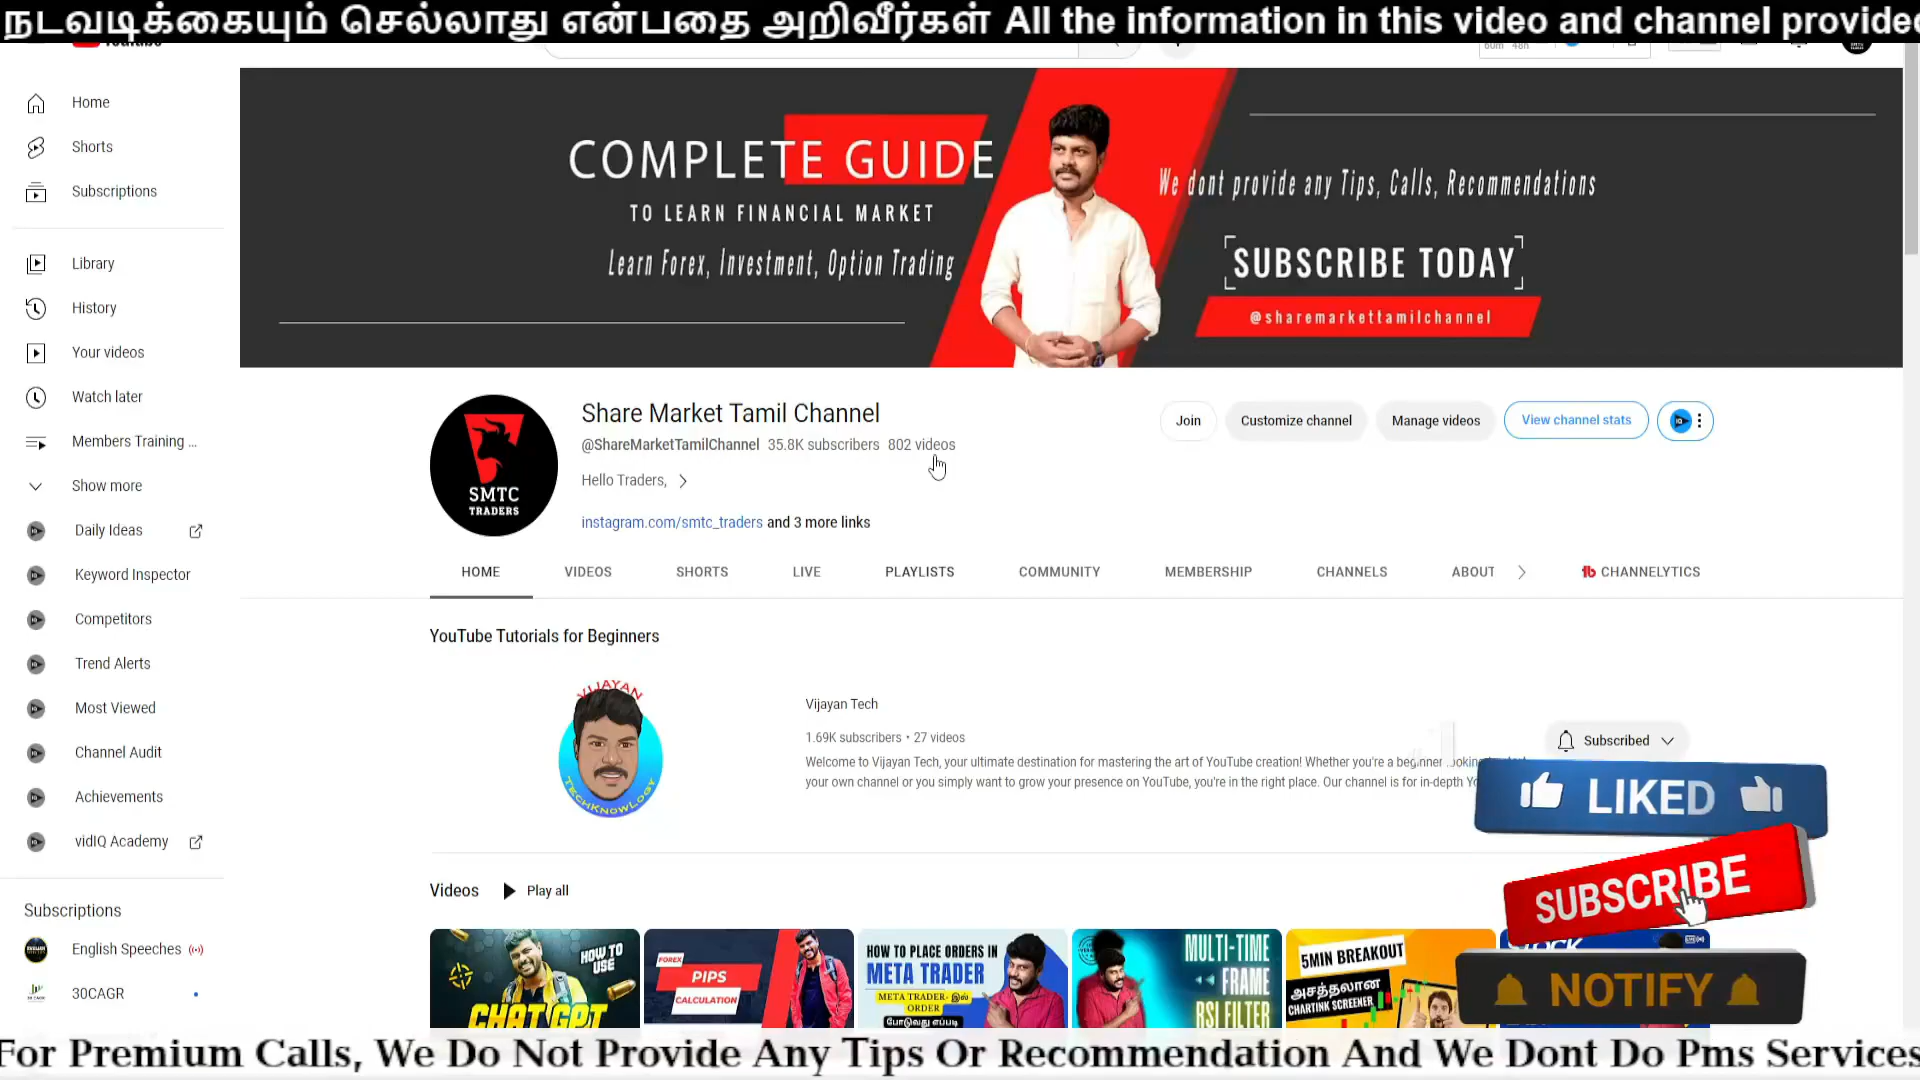 நடவடிக்கையும் செல்லாது என்பதை அறிவீர்கள் All the information in this video and channel provided
Home
Shorts
Subscriptions
Library
History
Your videos
Watch later
Members Training ...
Show more
Daily Ideas
Keyword Inspector
Competitors
Trend Alerts
Most Viewed
Channel Audit
Achievements
vidIQ Academy
Subscriptions
English Speeches
30CAGR
COMPLETE GUIDE
TO LEARN FINANCIAL MARKET
Learn Forex, Investment, Option Trading
We dont provide any Tips, Calls, Recommendations
SUBSCRIBE TODAY
@sharemarkettamilchannel
SMTC
TRADERS
Share Market Tamil Channel
@ShareMarketTamilChannel 35.8K subscribers 802 videos
Hello Traders,
instagram.com/smtc_traders and 3 more links
Join
Customize channel
Manage videos
View channel stats
HOME VIDEOS SHORTS LIVE PLAYLISTS COMMUNITY MEMBERSHIP CHANNELS ABOUT CHANNELYTICS
YouTube Tutorials for Beginners
VIJAYAN
TECHKNOWLOGY
Vijayan Tech
1.69K subscribers • 27 videos
Welcome to Vijayan Tech, your ultimate destination for mastering the art of YouTube creation! Whether you're a beginner looking
your own channel or you simply want to grow your presence on YouTube, you're in the right place. Our channel is for in-depth
Subscribed
LIKED
SUBSCRIBE
NOTIFY
Videos Play all
HOW TO
USE
CHAT GPT
FOREX
PIPS
CALCULATION
HOW TO PLACE ORDERS IN
META TRADER
META TRADER-இல்
ORDER
போடுவது எப்படி
MULTI-TIME
FRAME
RSI FILTER
5MIN BREAKOUT
அசத்தலான
CHARTINK SCREENER
For Premium Calls, We Do Not Provide Any Tips Or Recommendation And We Dont Do Pms Services